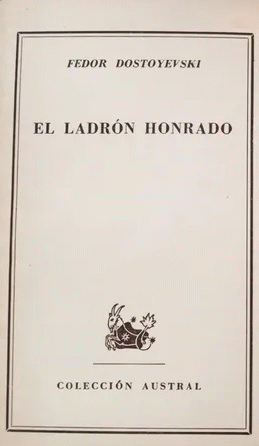 FEDOR DOSTOYEVSKI
EL LADRÓN HONRADO
COLECCIÓN AUSTRAL